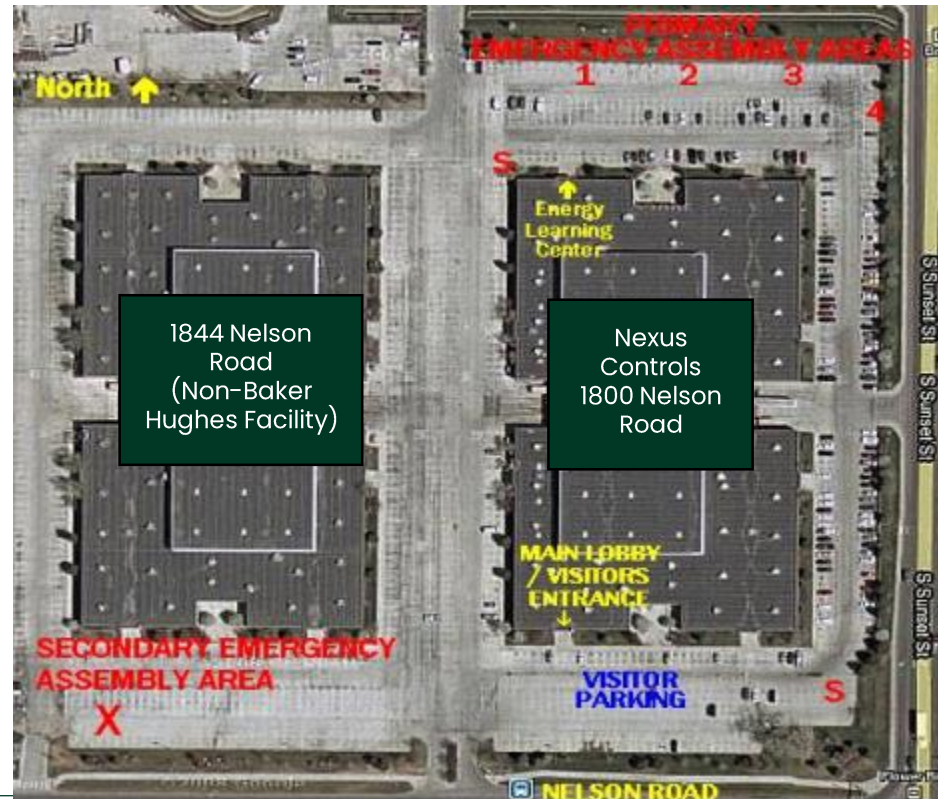 PRIMARY
EMERGENCY ASSEMBLY AREAS
1 2 3
4
North
S
Energy
Learning
Center
1844 Nelson
Road
(Non-Baker
Hughes Facility)
Nexus
Controls
1800 Nelson
Road
S Sunset St
S Sunset St
S Sunset St
MAIN LOBBY
/ VISITORS
ENTRANCE
SECONDARY EMERGENCY
ASSEMBLY AREA
X
VISITOR
PARKING
S
NELSON ROAD